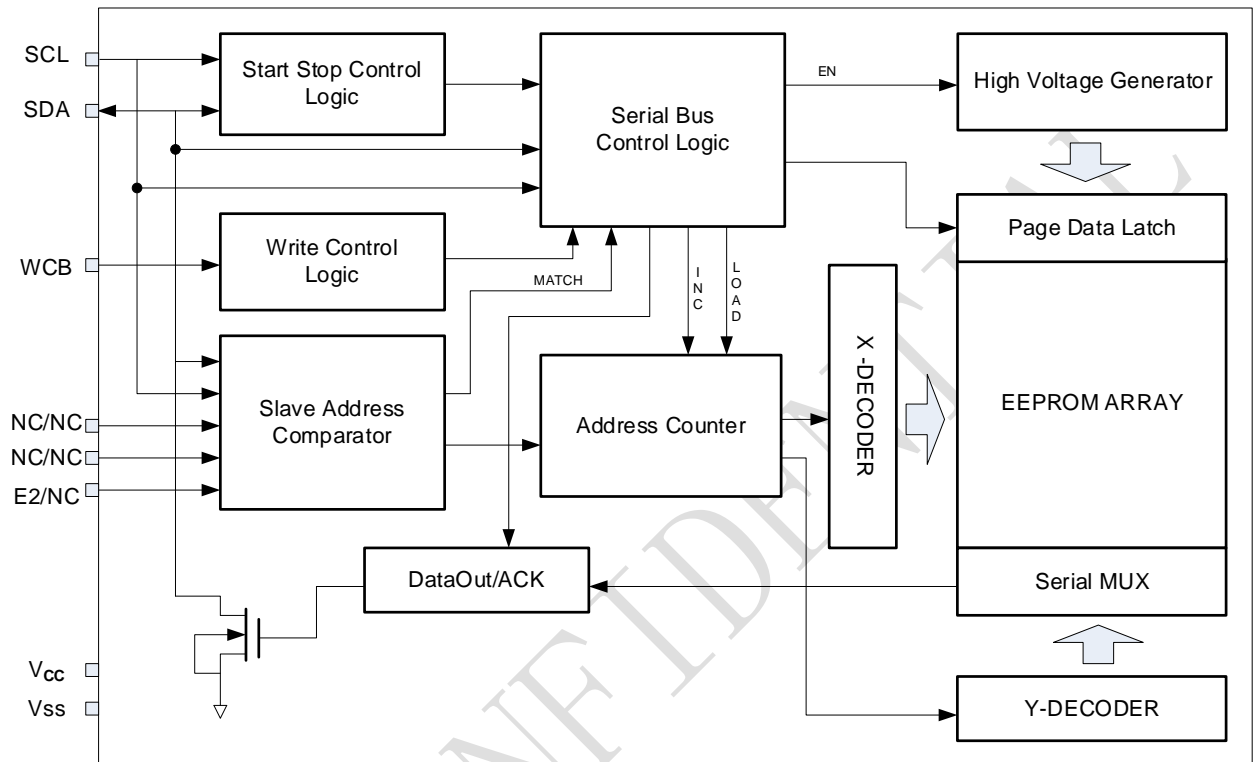 SCL
SDA
WCB
NC/NC
NC/NC
E2/NC
Vcc
Vss
Start Stop Control
Logic
Write Control
Logic
Slave Address
Comparator
Serial Bus
Control Logic
MATCH
INC
LOAD
EN
Address Counter
DataOut/ACK
X -DECODER
High Voltage Generator
Page Data Latch
EEPROM ARRAY
Serial MUX
Y-DECODER